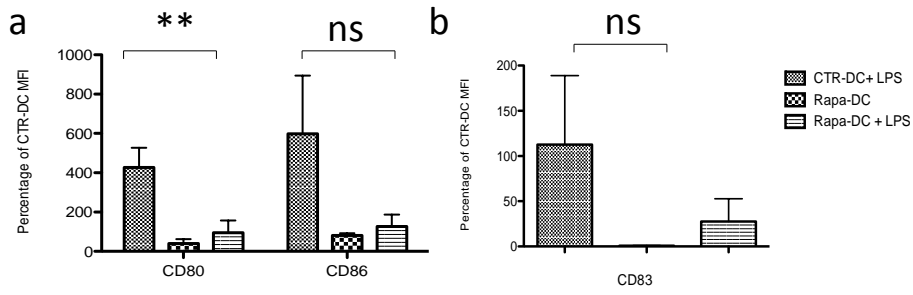 a
**
ns
Percentage of CTR-DC MFI
1000
800
600
400
200
0
CD80
CD86
b
ns
Percentage of CTR-DC MFI
200
150
100
50
0
CD83
CTR-DC+ LPS
Rapa-DC
Rapa-DC + LPS